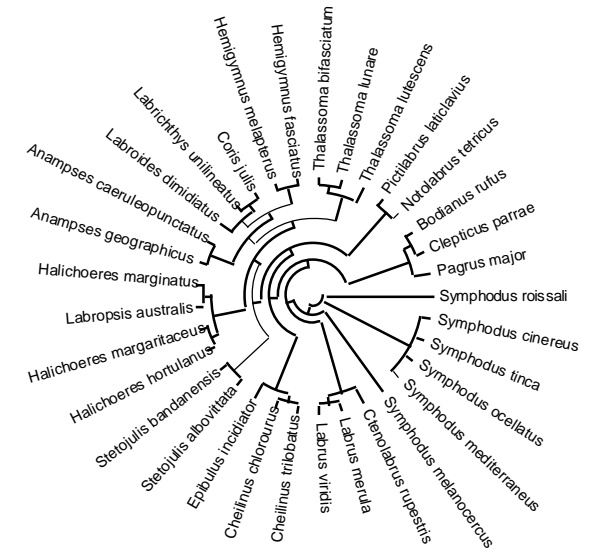 Thalassoma bifasciatum
Thalassoma lunare
Thalassoma lutescens
Pictilabrus laticlavius
Notolabrus tetricus
Bodianus rufus
Clepticus parrae
Pagrus major
Symphodus roissali
Symphodus cinereus
Symphodus tinca
Symphodus ocellatus
Symphodus mediterraneus
Symphodus melanocercus
Ctenolabrus rupestris
Labrus merula
Labrus viridis
Cheilinus trilobatus
Cheilinus chlorourus
Epibulus incidiator
Stetojulis albovittata
Stetojulis bandanensis
Halichoeres hortulanus
Halichoeres margaritaceus
Labropsis australis
Halichoeres marginatus
Anampses geographicus
Anampses caeruleopunctatus
Labroides dimidiatus
Labrichthys unilineatus
Coris julis
Hemigymnus melapterus
Hemigymnus fasciatus